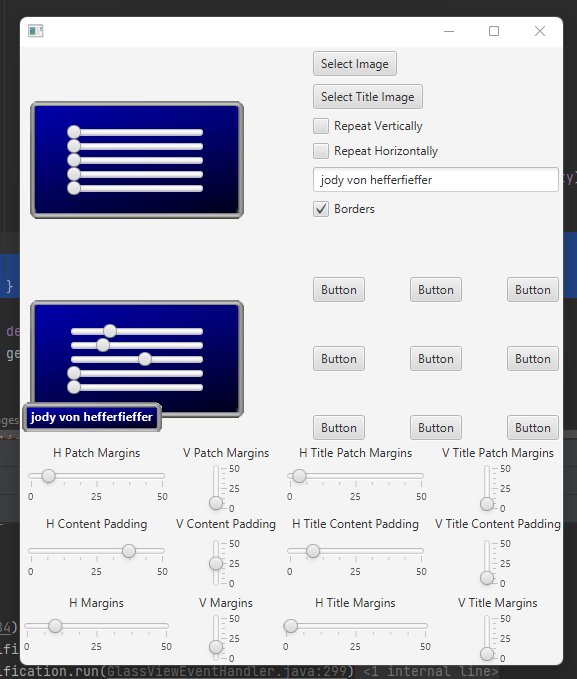 Select Image
Select Title Image
Repeat Vertically
Repeat Horizontally
jody von hefferfieffer
ty)
Borders
}
Button Button Button
de
ge
Button Button Button
jody von hefferfieffer
ages
Button Button Button
H Patch Margins V Patch Margins H Title Patch Margins V Title Patch Margins
50 50
25 25
0 0
0 25 50 0 25 50
H Content Padding V Content Padding H Title Content Padding V Title Content Padding
50 50
25 25
0 0
0 25 50 0 25 50
H Margins V Margins H Title Margins V Title Margins
50 50
25 25
0 0
0 25 50 0 25 50
34)
ific
ification.run(GlassViewEventHandler.java:299) <1 internal line>